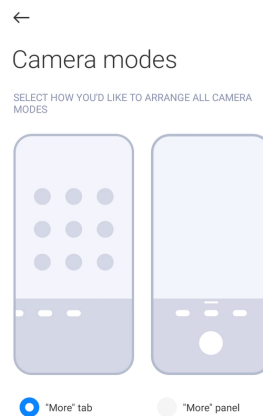 Camera modes
SELECT HOW YOU'D LIKE TO ARRANGE ALL CAMERA
MODES
"More" tab
"More" panel